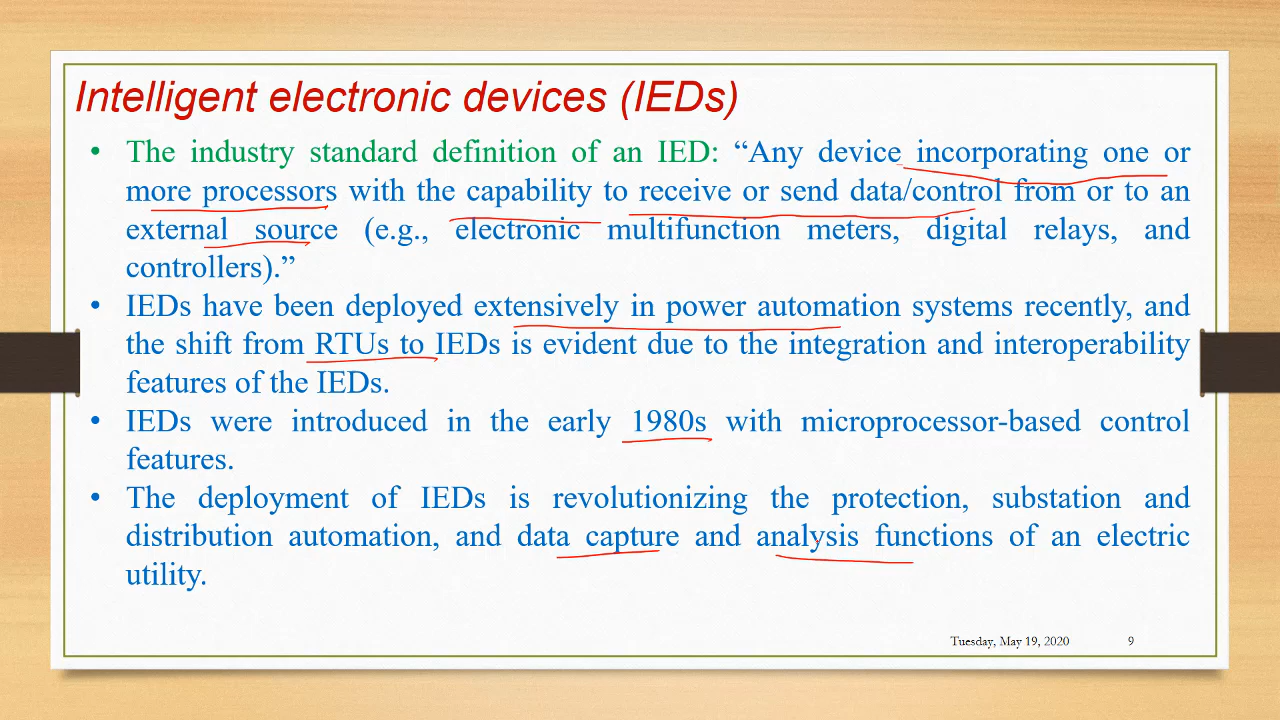 Intelligent electronic devices (IEDs)
• The industry standard definition of an IED: “Any device incorporating one or
more processors with the capability to receive or send data/control from or to an
external source (e.g., electronic multifunction meters, digital relays, and
controllers).”
• IEDs have been deployed extensively in power automation systems recently, and
the shift from RTUs to IEDs is evident due to the integration and interoperability
features of the IEDs.
• IEDs were introduced in the early 1980s with microprocessor-based control
features.
• The deployment of IEDs is revolutionizing the protection, substation and
distribution automation, and data capture and analysis functions of an electric
utility.
Tuesday, May 19, 2020 9